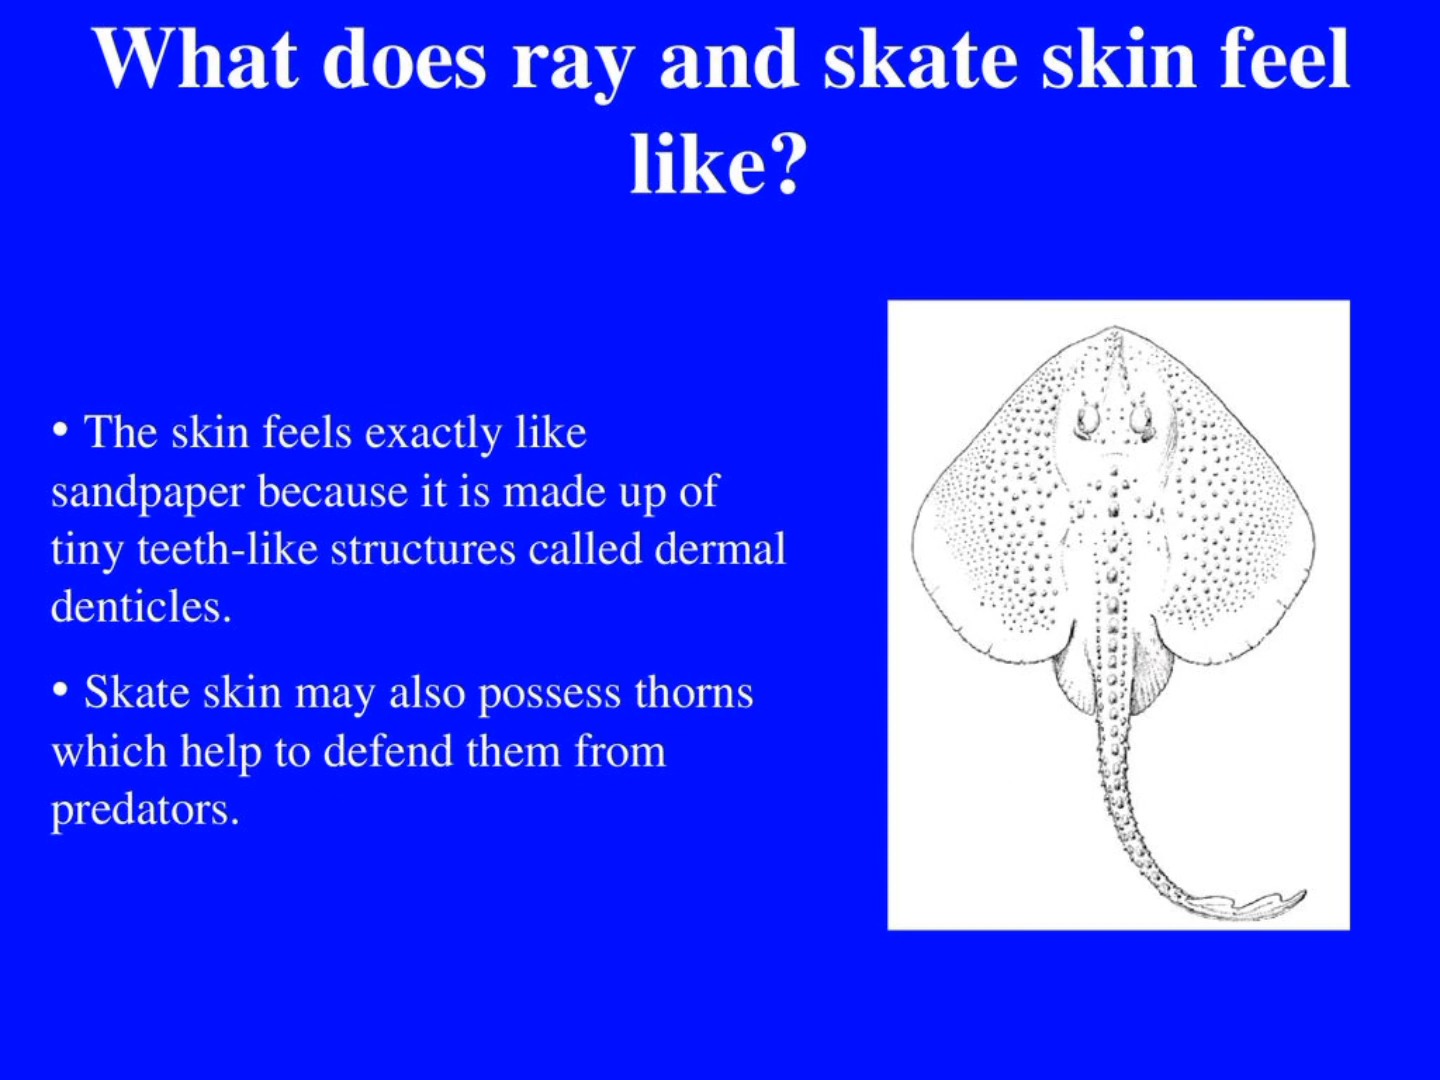 What does ray and skate skin feel
like?
• The skin feels exactly like
sandpaper because it is made up of
tiny teeth-like structures called dermal
denticles.
• Skate skin may also possess thorns
which help to defend them from
predators.